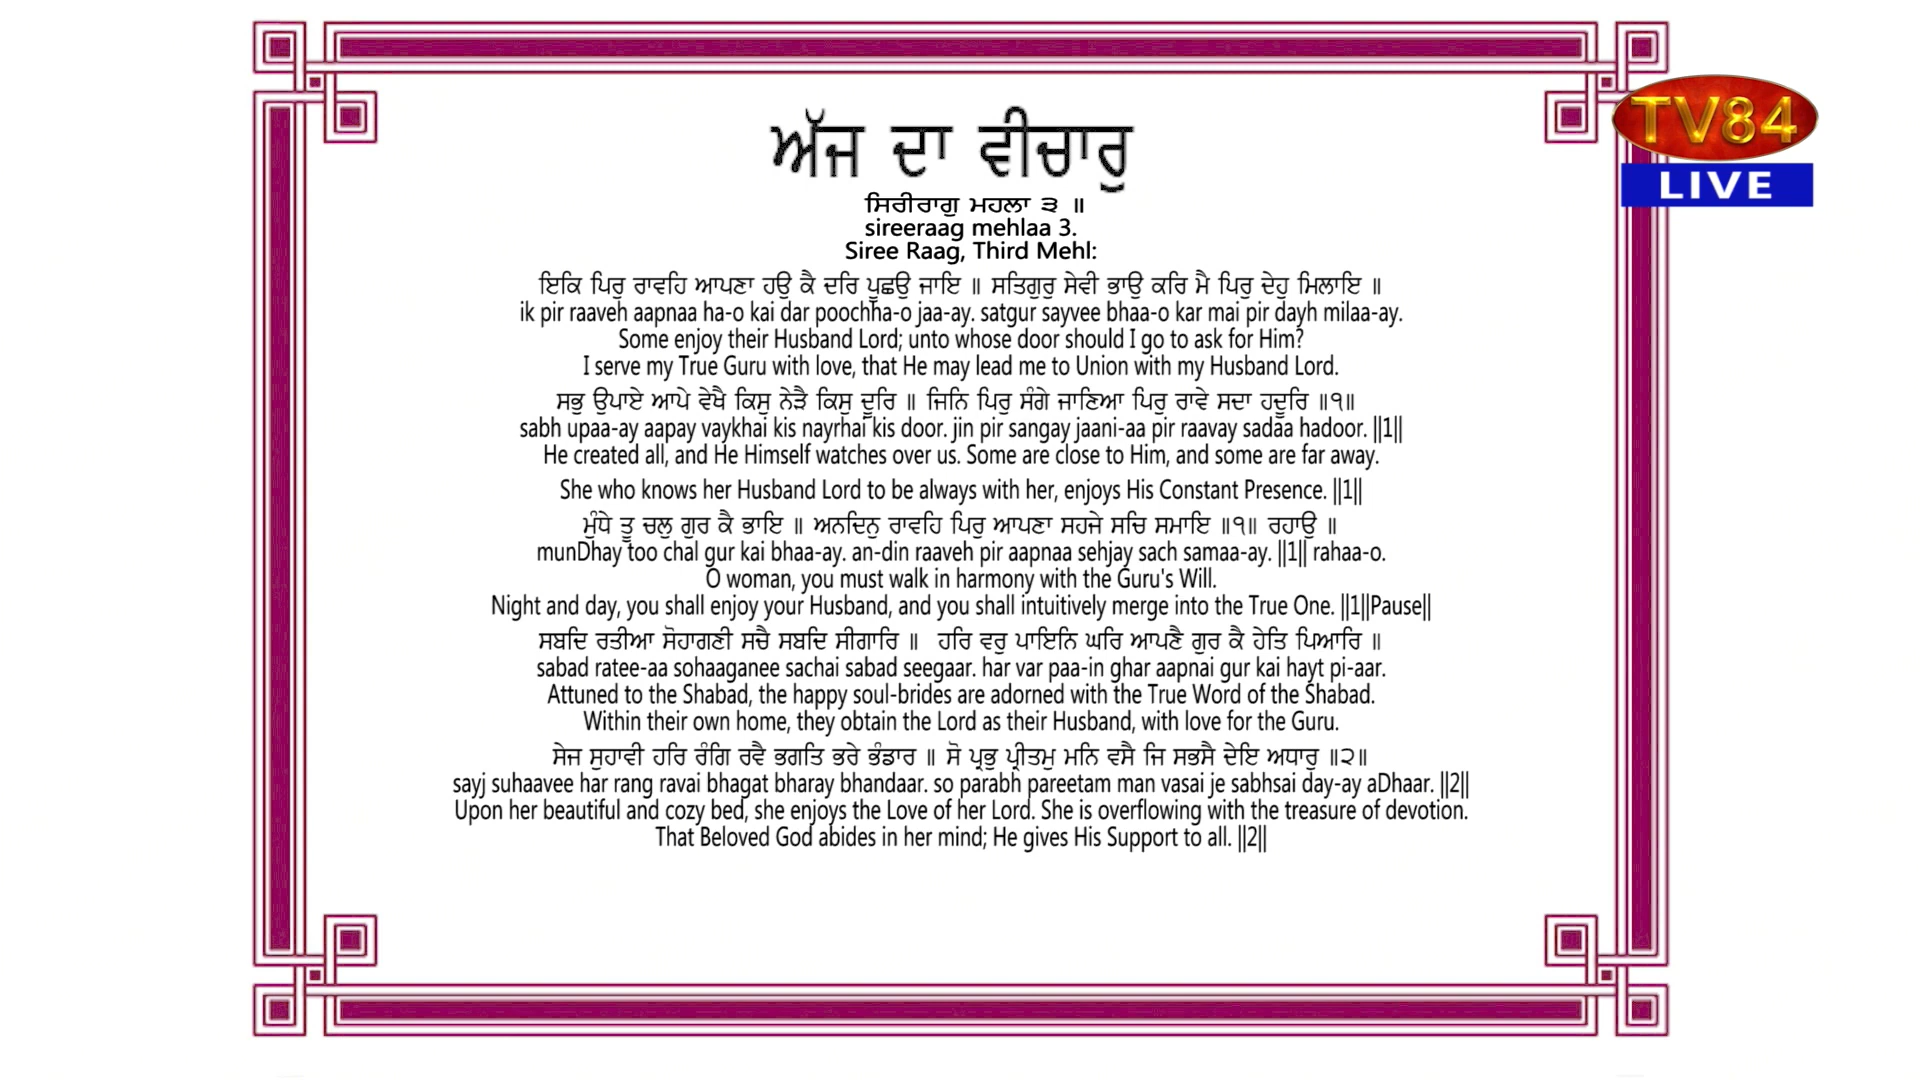 ਅੱਜ ਦਾ ਵੀਚਾਰੁ
TV84
LIVE
ਸਿਰੀਰਾਗੁ ਮਹਲਾ ੩ ॥
sireeraag mehlaa 3.
Siree Raag, Third Mehl:
ਇਕਿ ਪਿਰੁ ਰਾਵਹਿ ਆਪਣਾ ਹਉ ਕੈ ਦਰਿ ਪੂਛਉ ਜਾਇ ॥ ਸਤਿਗੁਰੁ ਸੇਵੀ ਭਾਉ ਕਰਿ ਮੈ ਪਿਰੁ ਦੇਹੁ ਮਿਲਾਇ ॥
ik pir raaveh aapnaa ha-o kai dar poochha-o jaa-ay. satgur sayvee bhaa-o kar mai pir dayh milaa-ay.
Some enjoy their Husband Lord; unto whose door should I go to ask for Him?
I serve my True Guru with love, that He may lead me to Union with my Husband Lord.
ਸਭੁ ਉਪਾਏ ਆਪੇ ਵੇਖੈ ਕਿਸੁ ਨੇੜੈ ਕਿਸੁ ਦੂਰਿ ॥ ਜਿਨਿ ਪਿਰੁ ਸੰਗੇ ਜਾਣਿਆ ਪਿਰੁ ਰਾਵੇ ਸਦਾ ਹਦੂਰਿ ॥੧॥
sabh upaa-ay aapay vaykhai kis nayrhai kis door. jin pir sangay jaani-aa pir raavay sadaa hadoor. ||1||
He created all, and He Himself watches over us. Some are close to Him, and some are far away.
She who knows her Husband Lord to be always with her, enjoys His Constant Presence. ||1||
ਮੁੰਧੇ ਤੂ ਚਲੁ ਗੁਰ ਕੈ ਭਾਇ ॥ ਅਨਦਿਨੁ ਰਾਵਹਿ ਪਿਰੁ ਆਪਣਾ ਸਹਜੇ ਸਚਿ ਸਮਾਇ ॥੧॥ ਰਹਾਉ ॥
munDhay too chal gur kai bhaa-ay. an-din raaveh pir aapnaa sehjay sach samaa-ay. ||1|| rahaa-o.
O woman, you must walk in harmony with the Guru's Will.
Night and day, you shall enjoy your Husband, and you shall intuitively merge into the True One. ||1||Pause||
ਸਬਦਿ ਰਤੀਆ ਸੋਹਾਗਣੀ ਸਚੈ ਸਬਦਿ ਸੀਗਾਰਿ ॥ ਹਰਿ ਵਰੁ ਪਾਇਨਿ ਘਰਿ ਆਪਣੈ ਗੁਰ ਕੈ ਹੇਤਿ ਪਿਆਰਿ ॥
sabad ratee-aa sohaaganee sachai sabad seegaar. har var paa-in ghar aapnai gur kai hayt pi-aar.
Attuned to the Shabad, the happy soul-brides are adorned with the True Word of the Shabad.
Within their own home, they obtain the Lord as their Husband, with love for the Guru.
ਸੇਜ ਸੁਹਾਵੀ ਹਰਿ ਰੰਗਿ ਰਵੈ ਭਗਤਿ ਭਰੇ ਭੰਡਾਰ ॥ ਸੋ ਪ੍ਰਭੁ ਪ੍ਰੀਤਮੁ ਮਨਿ ਵਸੈ ਜਿ ਸਭਸੈ ਦੇਇ ਅਧਾਰੁ ॥੨॥
sayj suhaavee har rang ravai bhagat bharay bhandaar. so parabh pareetam man vasai je sabhsai day-ay aDhaar. ||2||
Upon her beautiful and cozy bed, she enjoys the Love of her Lord. She is overflowing with the treasure of devotion.
That Beloved God abides in her mind; He gives His Support to all. ||2||